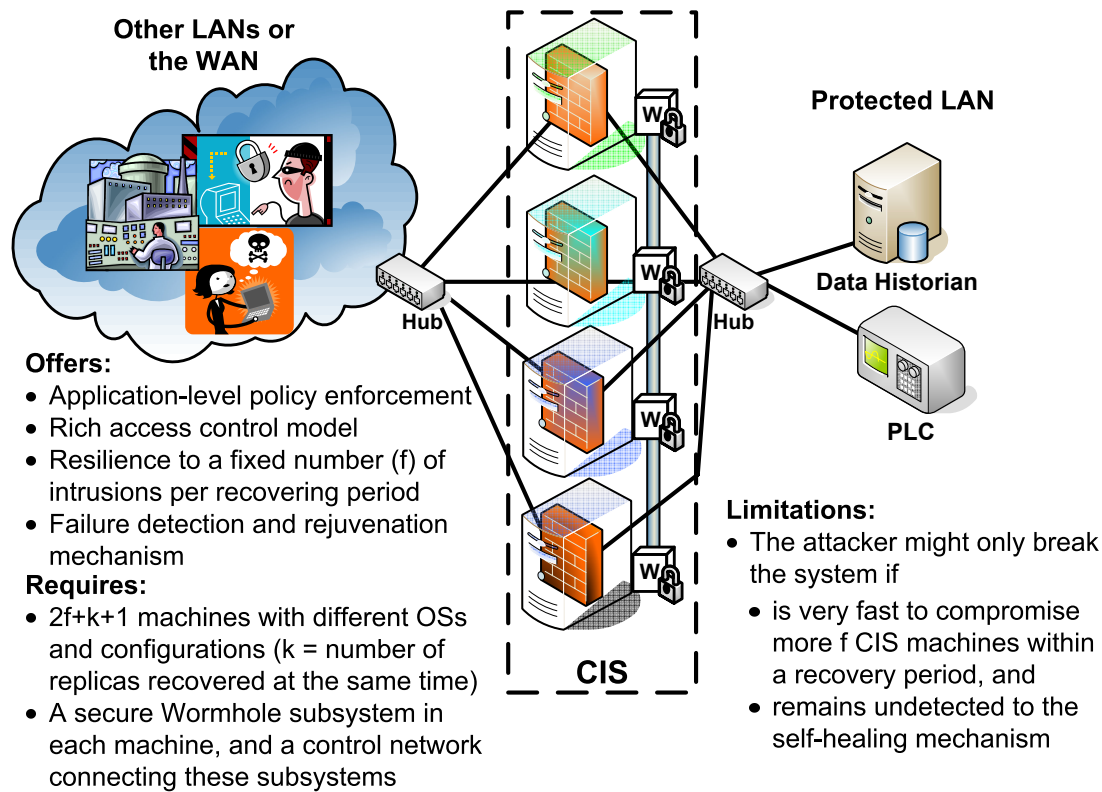 Other LANs or
the WAN
Protected LAN
W
W
W
W
Hub
Hub
Data Historian
PLC
CIS
Offers:
• Application-level policy enforcement
• Rich access control model
• Resilience to a fixed number (f) of
intrusions per recovering period
• Failure detection and rejuvenation
mechanism
Requires:
• 2f+k+1 machines with different OSs
and configurations (k = number of
replicas recovered at the same time)
• A secure Wormhole subsystem in
each machine, and a control network
connecting these subsystems
Limitations:
• The attacker might only break
the system if
• is very fast to compromise
more f CIS machines within
a recovery period, and
• remains undetected to the
self-healing mechanism